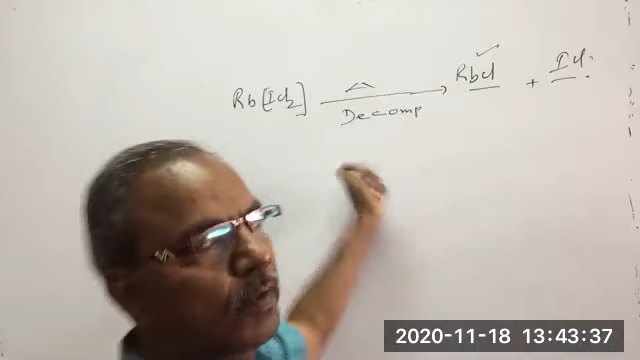 Rb[Icl₂] —Δ→ Rbcl + Icl.
Decomp
2020-11-18 13:43:37